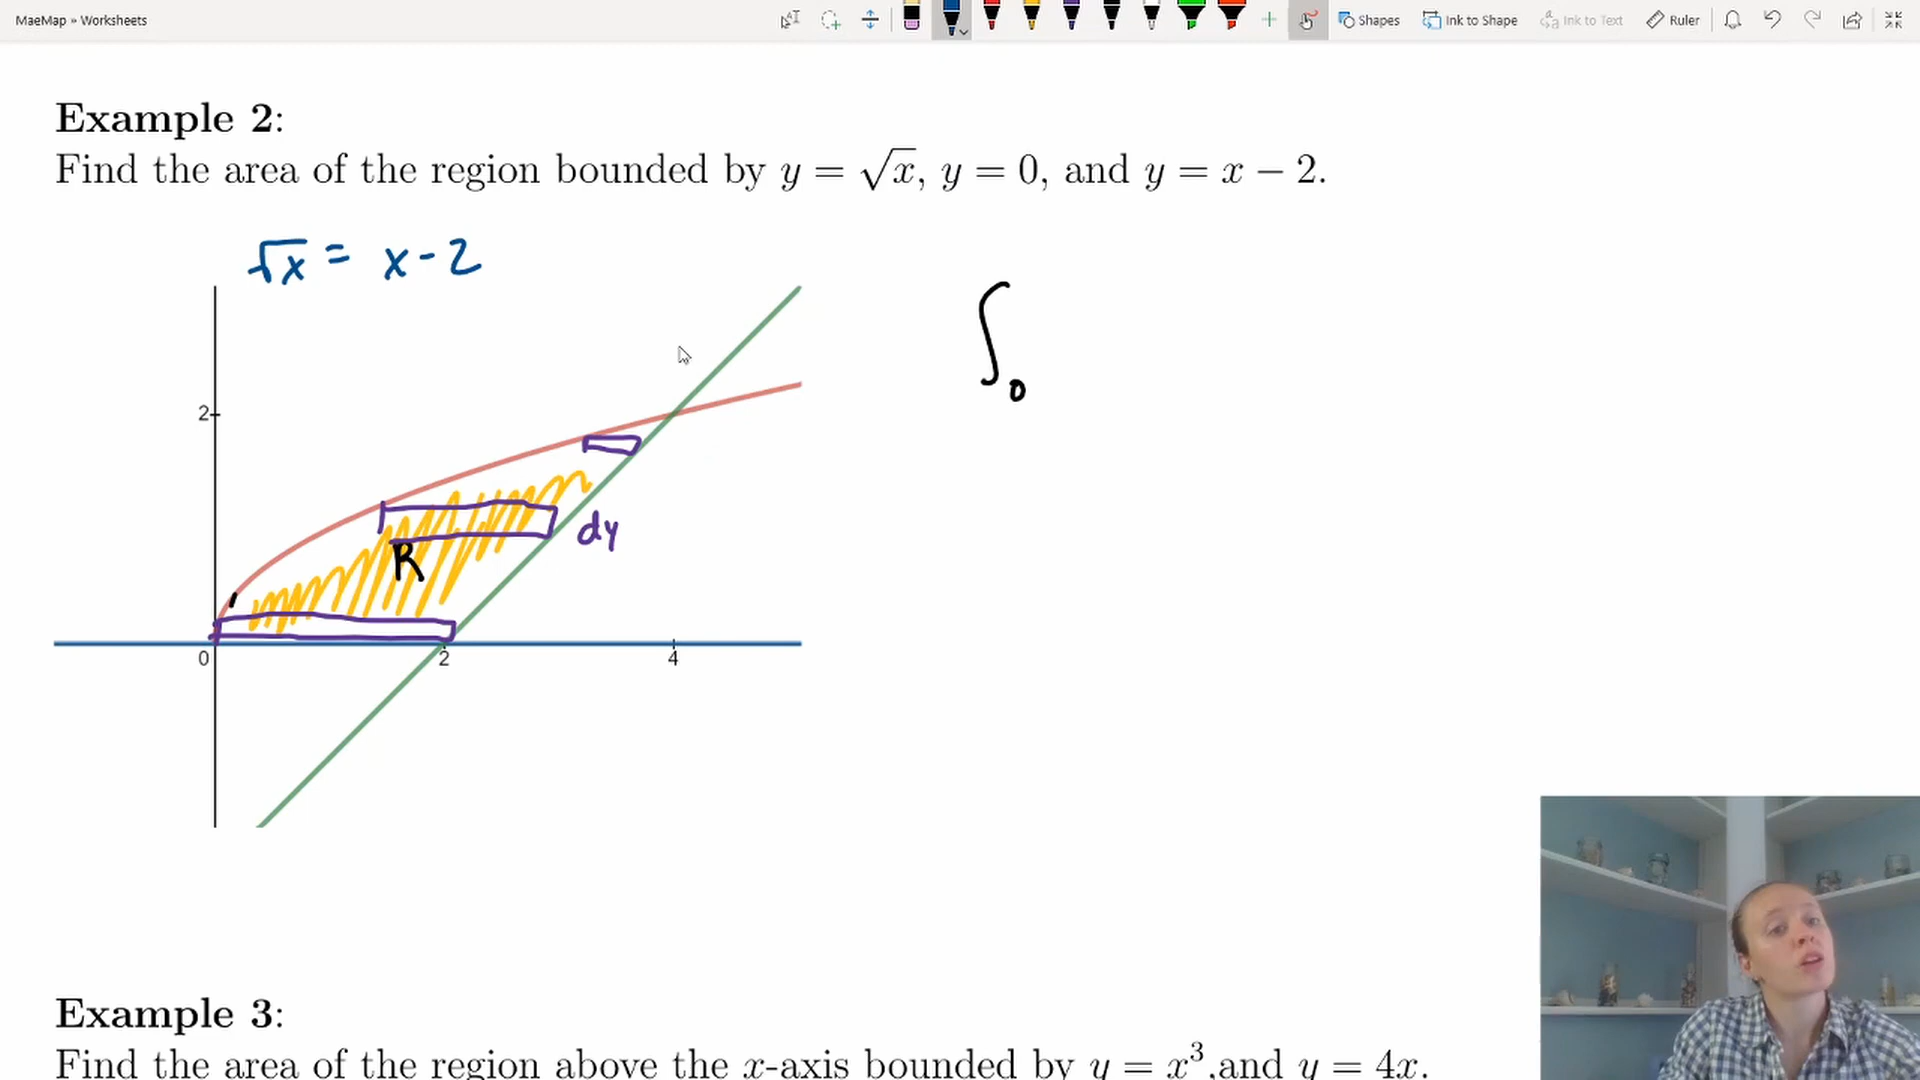 MaeMap » Worksheets
Shapes Ink to Shape Ink to Text Ruler
Example 2:
Find the area of the region bounded by y = √x, y = 0, and y = x − 2.
√x = x - 2
∫₀
2
dy
R
0 2 4
Example 3:
Find the area of the region above the x-axis bounded by y = x³,and y = 4x.